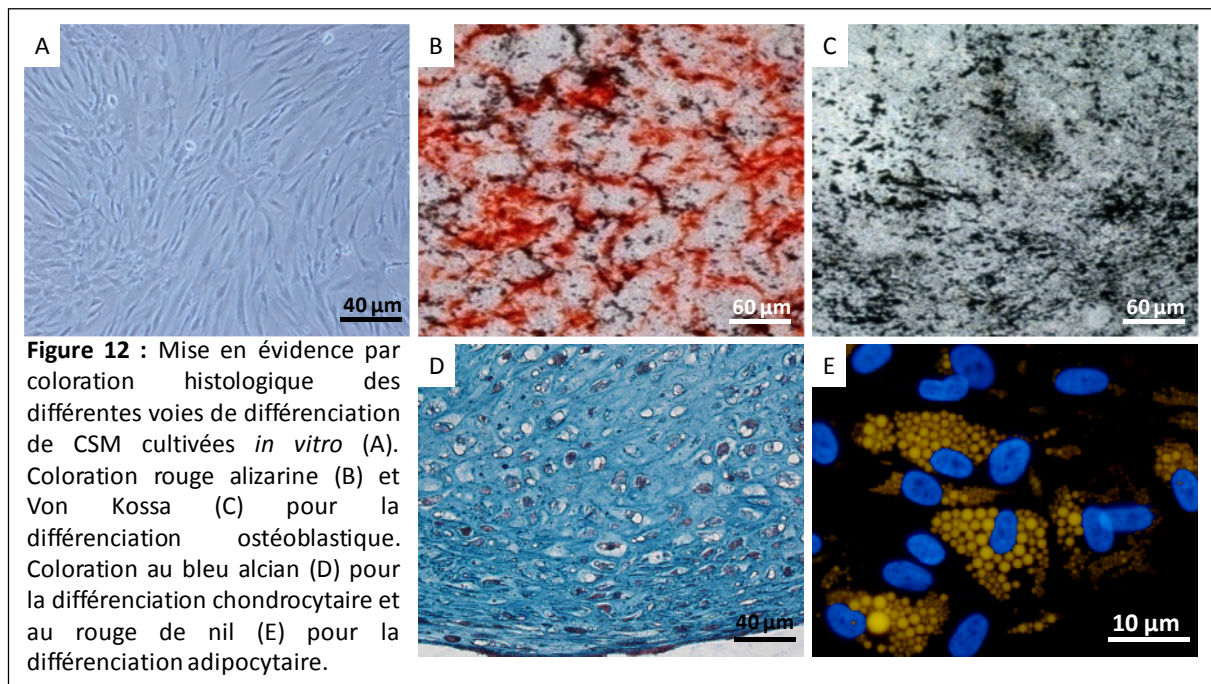 A
B
C
40 µm
60 µm
60 µm
Figure 12 : Mise en évidence par
coloration histologique des
différentes voies de différenciation
de CSM cultivées in vitro (A).
Coloration rouge alizarine (B) et
Von Kossa (C) pour la
différenciation ostéoblastique.
Coloration au bleu alcian (D) pour
la différenciation chondrocytaire et
au rouge de nil (E) pour la
différenciation adipocytaire.
D
E
40 µm
10 µm